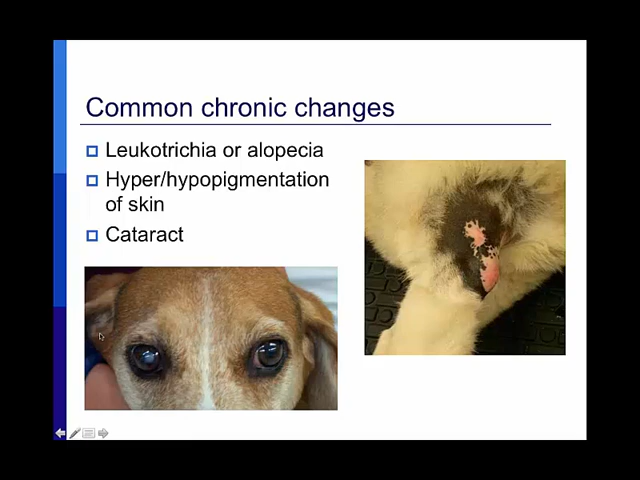 Common chronic changes
Leukotrichia or alopecia
Hyper/hypopigmentation
of skin
Cataract